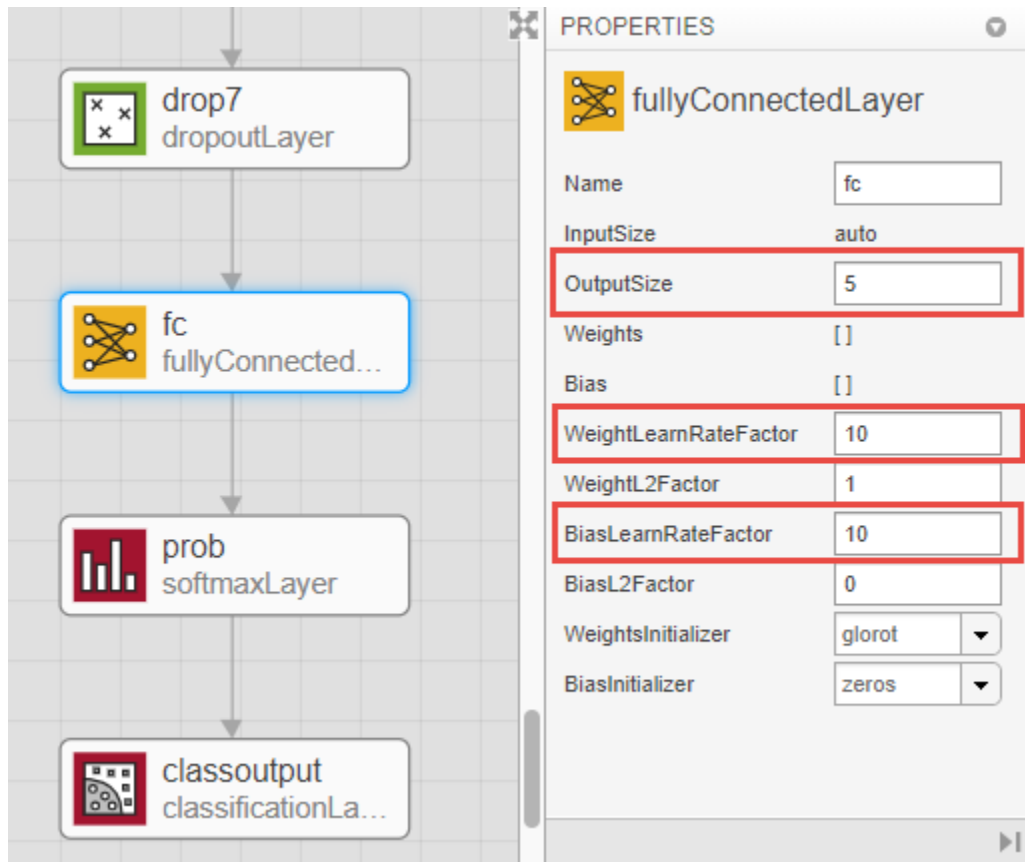 drop7
dropoutLayer
fc
fullyConnected...
prob
softmaxLayer
classoutput
classificationLa...
PROPERTIES
fullyConnectedLayer
Name fc
InputSize auto
OutputSize 5
Weights [ ]
Bias [ ]
WeightLearnRateFactor 10
WeightL2Factor 1
BiasLearnRateFactor 10
BiasL2Factor 0
WeightsInitializer glorot
BiasInitializer zeros